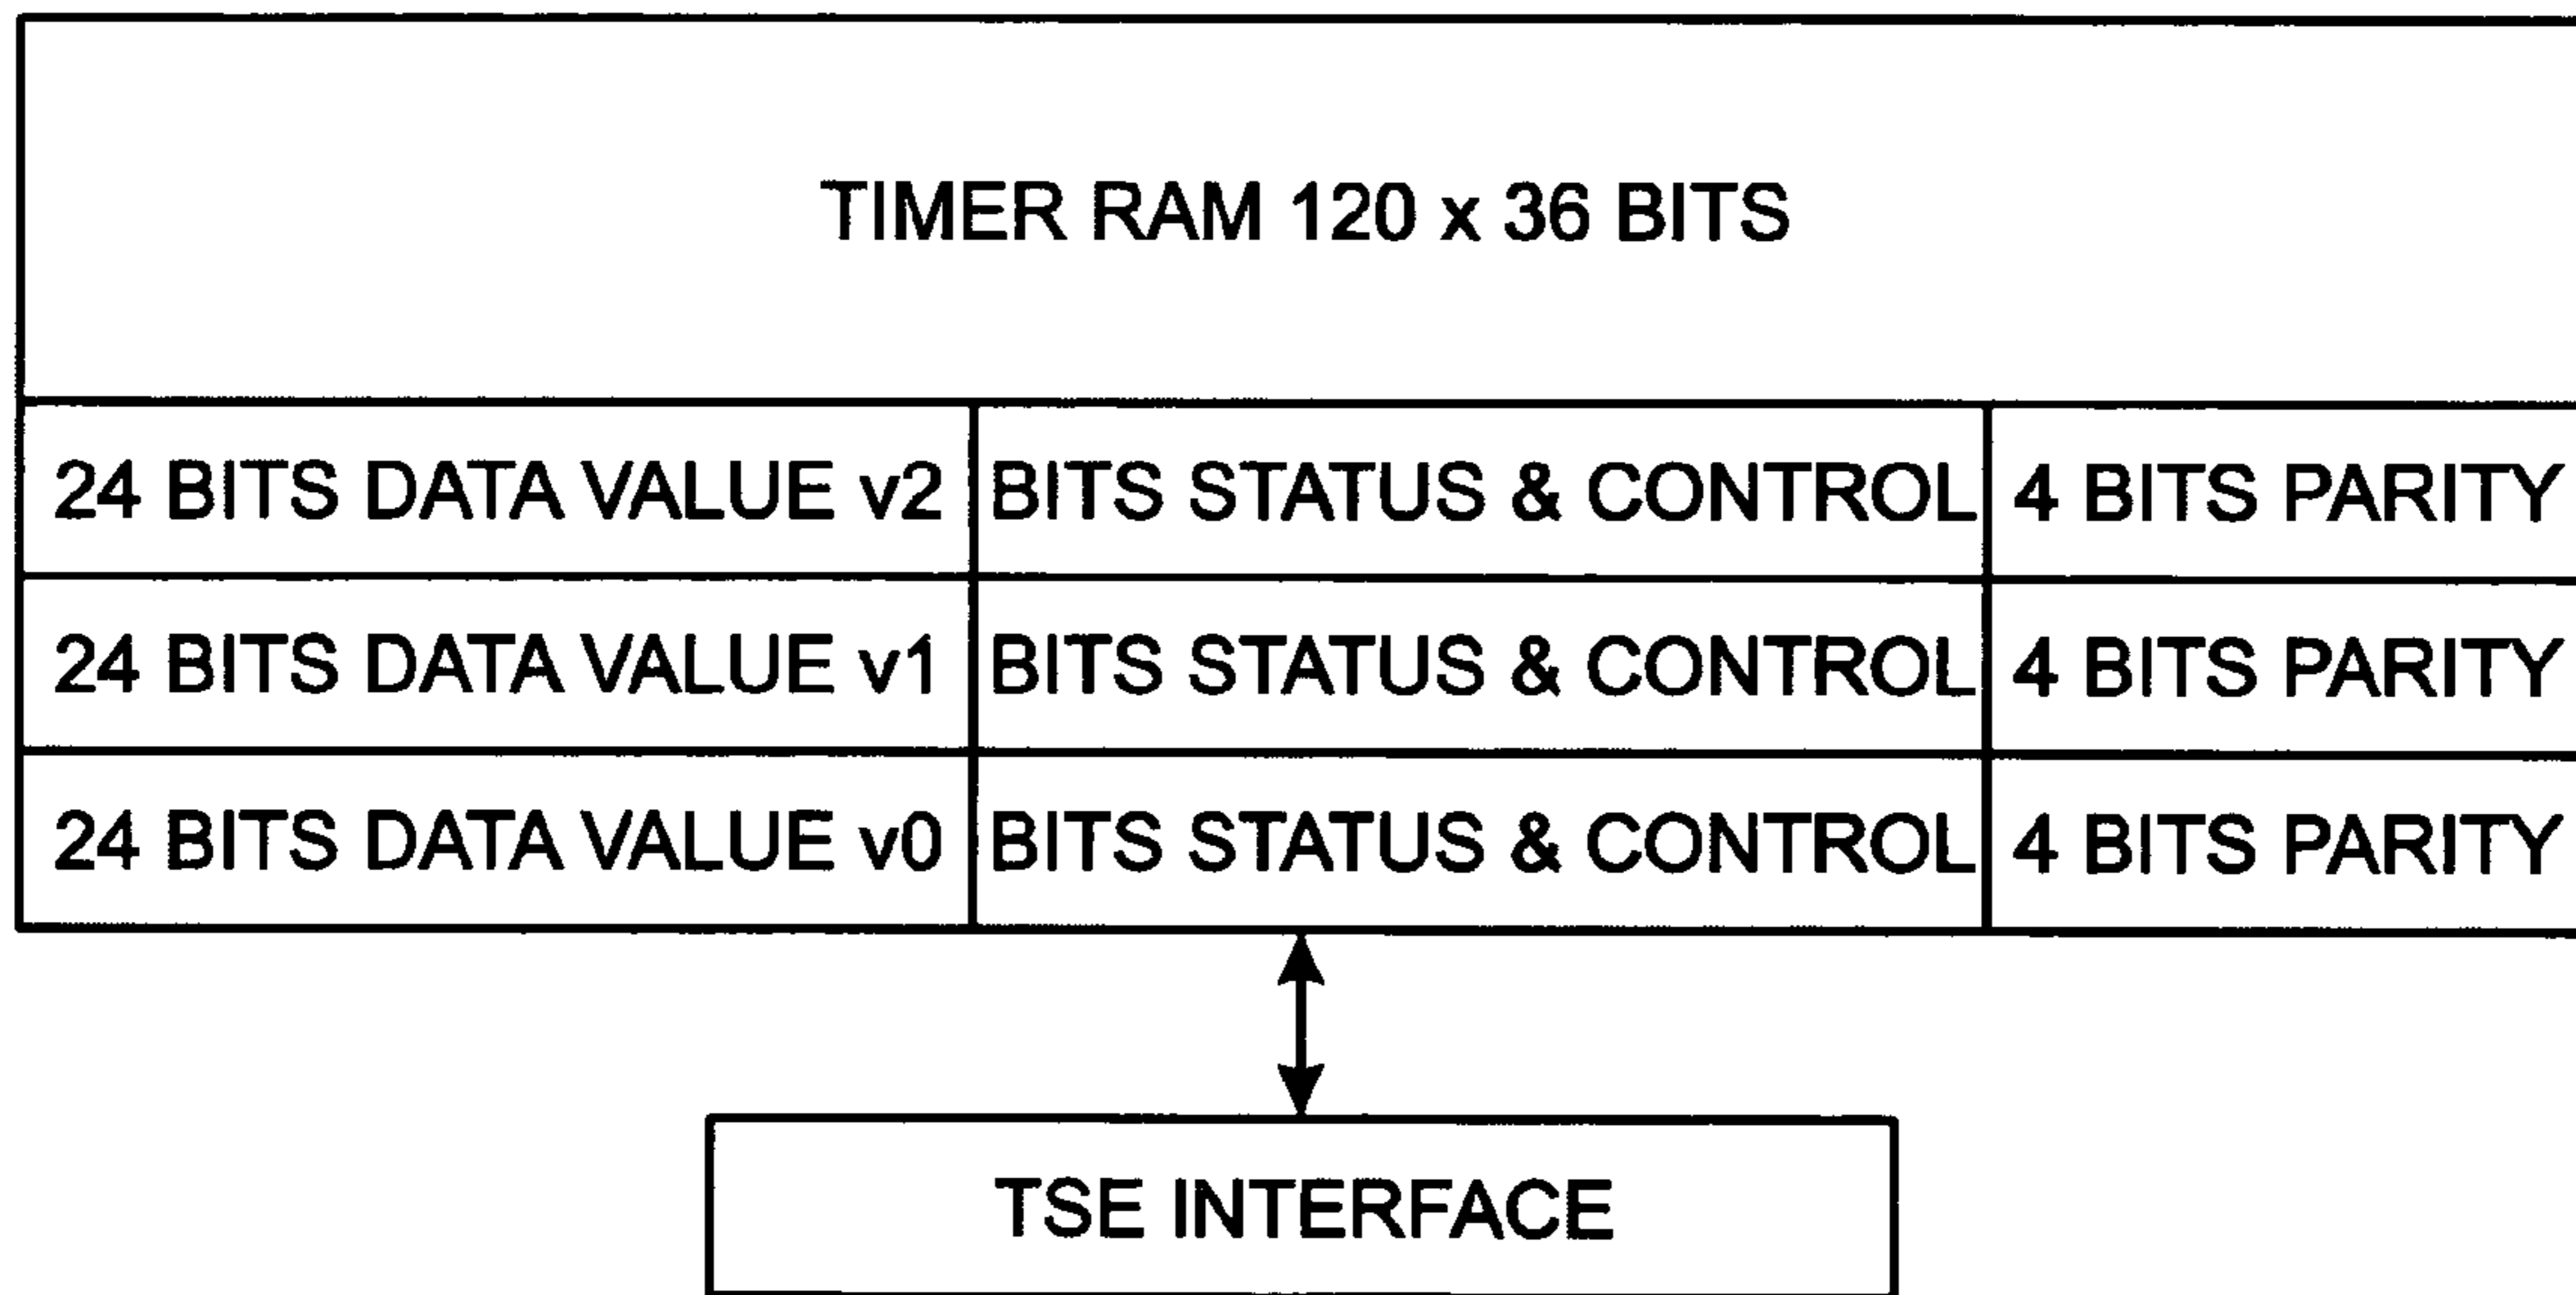 TIMER RAM 120 x 36 BITS
24 BITS DATA VALUE v2 BITS STATUS & CONTROL 4 BITS PARITY
24 BITS DATA VALUE v1 BITS STATUS & CONTROL 4 BITS PARITY
24 BITS DATA VALUE v0 BITS STATUS & CONTROL 4 BITS PARITY
TSE INTERFACE